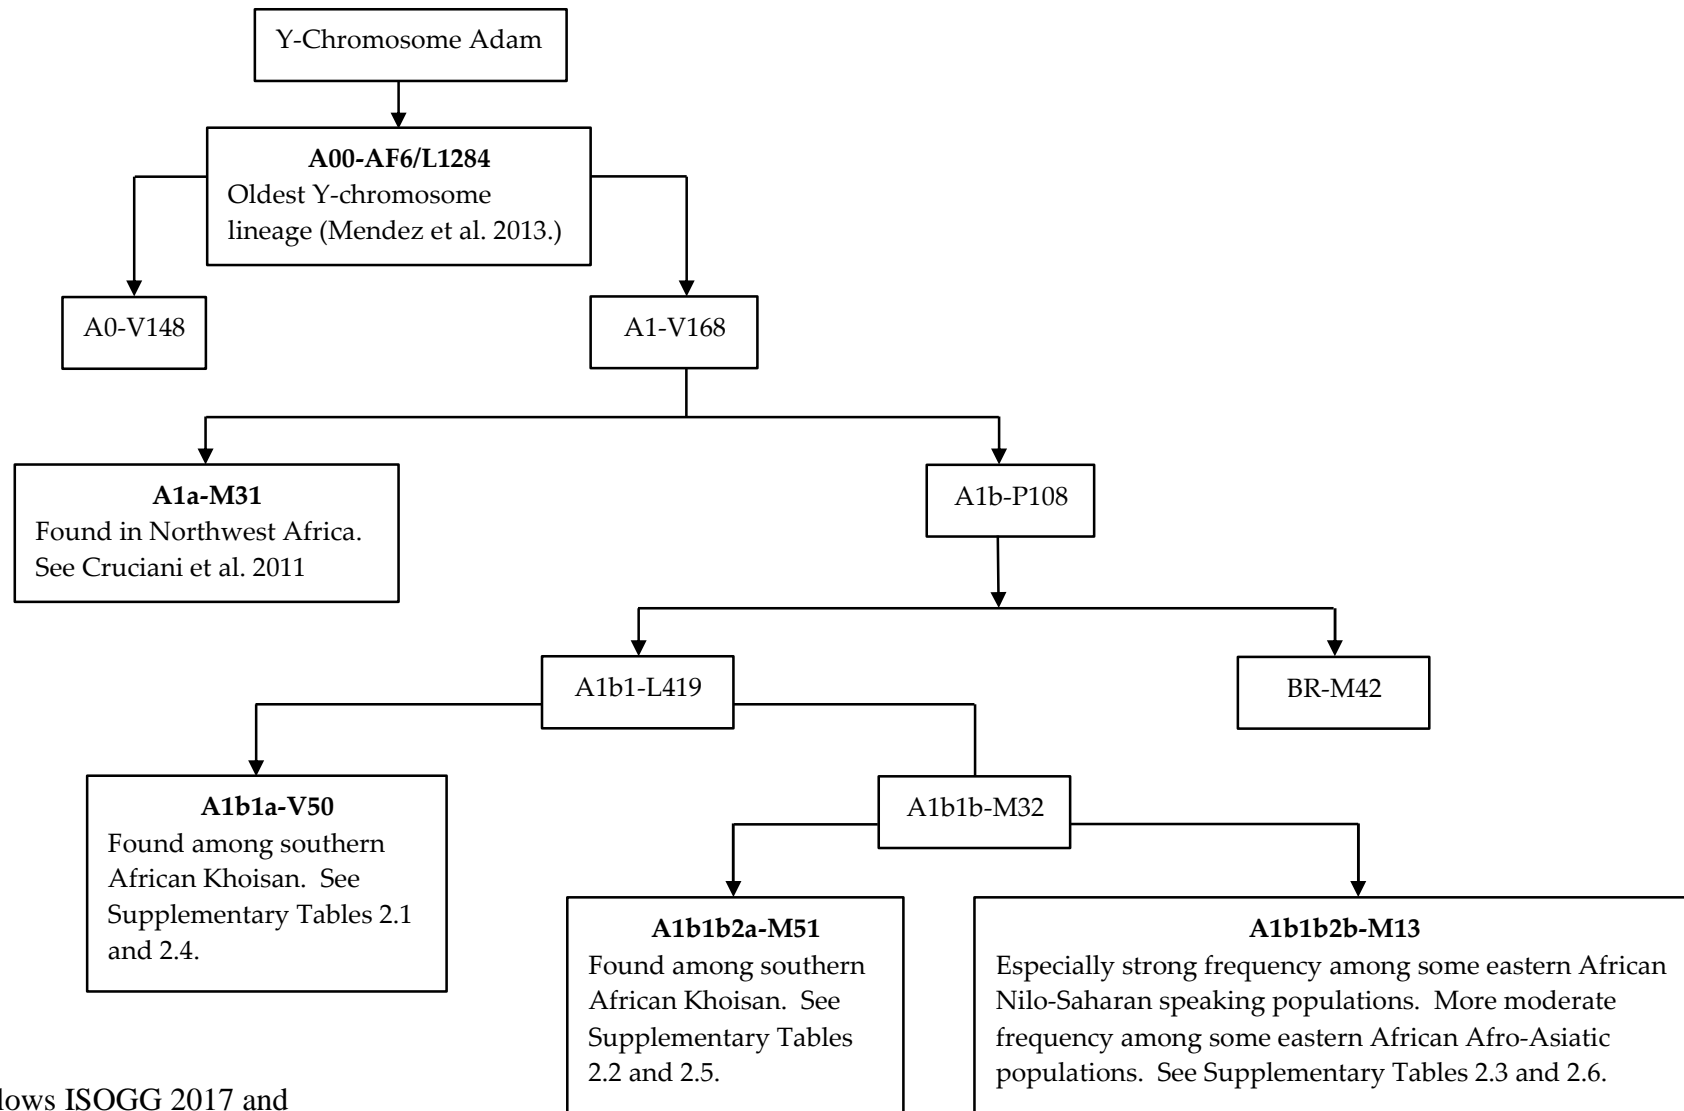 Y-Chromosome Adam
A00-AF6/L1284
Oldest Y-chromosome
lineage (Mendez et al. 2013.)
A0-V148
A1-V168
A1a-M31
Found in Northwest Africa.
See Cruciani et al. 2011
A1b-P108
A1b1-L419
BR-M42
A1b1a-V50
Found among southern
African Khoisan.  See
Supplementary Tables 2.1
and 2.4.
A1b1b-M32
A1b1b2a-M51
Found among southern
African Khoisan.  See
Supplementary Tables
2.2 and 2.5.
A1b1b2b-M13
Especially strong frequency among some eastern African
Nilo-Saharan speaking populations.  More moderate
frequency among some eastern African Afro-Asiatic
populations.  See Supplementary Tables 2.3 and 2.6.
lows ISOGG 2017 and